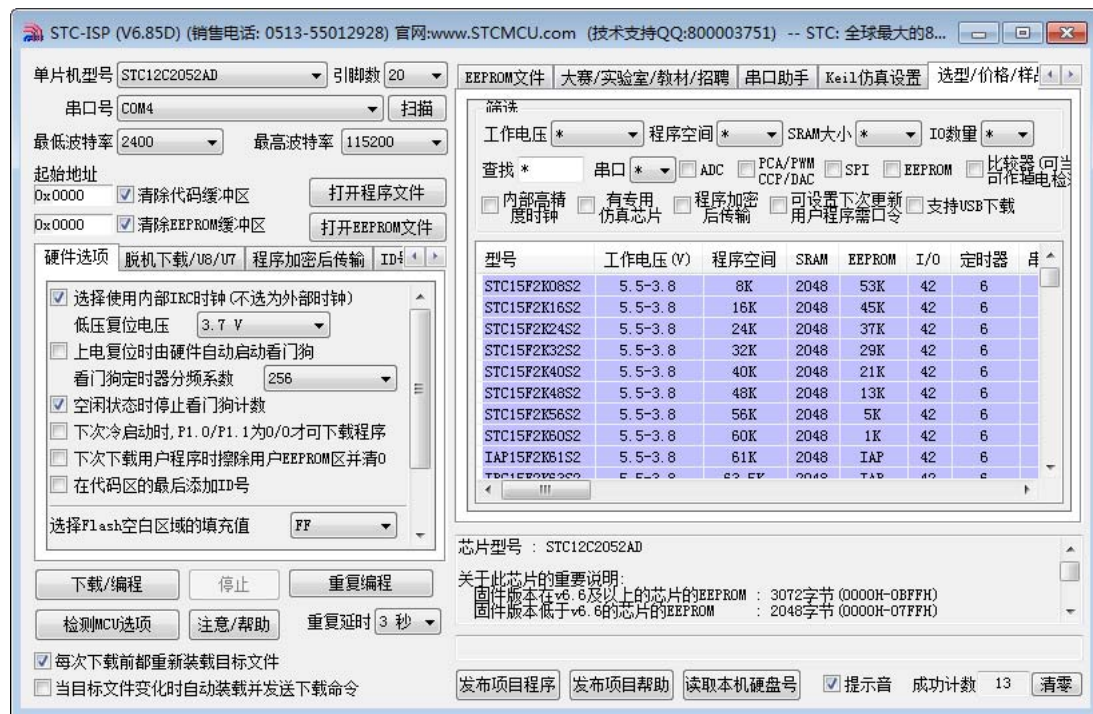 STC-ISP (V6.85D) (销售电话: 0513-55012928) 官网:www.STCMCU.com (技术支持QQ:800003751) -- STC: 全球最大的8...
单片机型号 STC12C2052AD 引脚数 20
串口号 COM4 扫描
最低波特率 2400 最高波特率 115200
起始地址
0x0000 清除代码缓冲区 打开程序文件
0x0000 清除EEPROM缓冲区 打开EEPROM文件
硬件选项 脱机下载/U8/U7 程序加密后传输
选择使用内部IRC时钟(不选为外部时钟)
低压复位电压 3.7 V
上电复位时由硬件自动启动看门狗
看门狗定时器分频系数 256
空闲状态时停止看门狗计数
下次冷启动时,P1.0/P1.1为0/0才可下载程序
下次下载用户程序时擦除用户EEPROM区并清0
在代码区的最后添加ID号
选择Flash空白区域的填充值 FF
下载/编程 停止 重复编程
检测MCU选项 注意/帮助 重复延时 3 秒
每次下载前都重新装载目标文件
当目标文件变化时自动装载并发送下载命令
EEPROM文件 大赛/实验室/教材/招聘 串口助手 Keil仿真设置 选型/价格/样
筛选
工作电压 * 程序空间 * SRAM大小 * IO数量 *
查找 * 串口 * ADC PCA/PWM CCP/DAC SPI EEPROM 比较器(可当可作掉电检
内部高精度时钟 有专用仿真芯片 程序加密后传输 可设置下次更新用户程序需口令 支持USB下载
型号 工作电压(V) 程序空间 SRAM EEPROM I/O 定时器
STC15F2K08S2 5.5-3.8 8K 2048 53K 42 6
STC15F2K16S2 5.5-3.8 16K 2048 45K 42 6
STC15F2K24S2 5.5-3.8 24K 2048 37K 42 6
STC15F2K32S2 5.5-3.8 32K 2048 29K 42 6
STC15F2K40S2 5.5-3.8 40K 2048 21K 42 6
STC15F2K48S2 5.5-3.8 48K 2048 13K 42 6
STC15F2K56S2 5.5-3.8 56K 2048 5K 42 6
STC15F2K60S2 5.5-3.8 60K 2048 1K 42 6
IAP15F2K61S2 5.5-3.8 61K 2048 IAP 42 6
芯片型号 : STC12C2052AD
关于此芯片的重要说明:
固件版本在v6.6及以上的芯片的EEPROM : 3072字节(0000H-0BFFH)
固件版本低于v6.6的芯片的EEPROM : 2048字节(0000H-07FFH)
发布项目程序 发布项目帮助 读取本机硬盘号 提示音 成功计数 13 清零